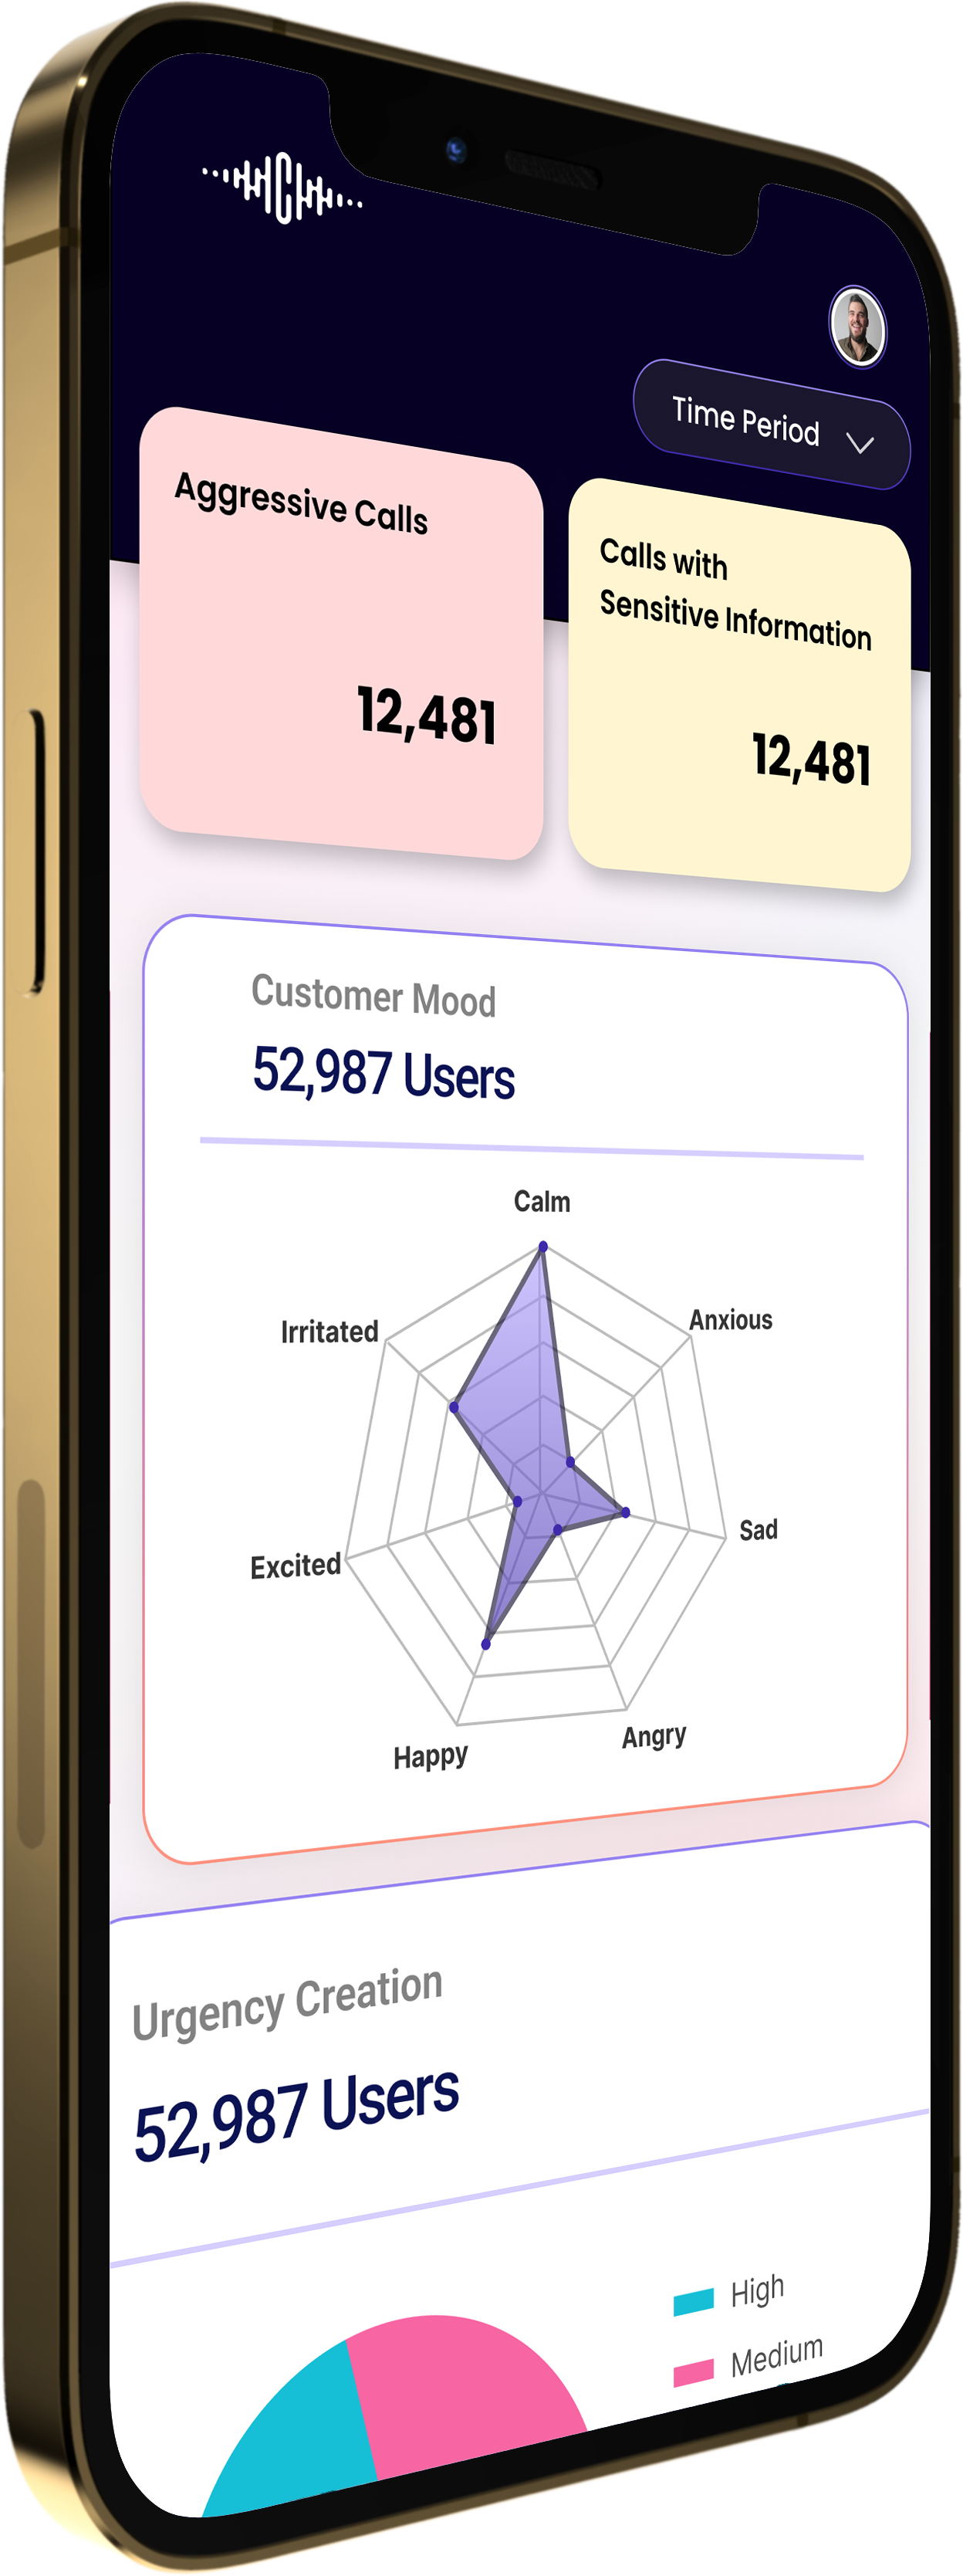 Time Period
Aggressive Calls
12,481
Calls with
Sensitive Information
12,481
Customer Mood
52,987 Users
Calm
Anxious
Irritated
Sad
Excited
Angry
Happy
Urgency Creation
52,987 Users
High
Medium